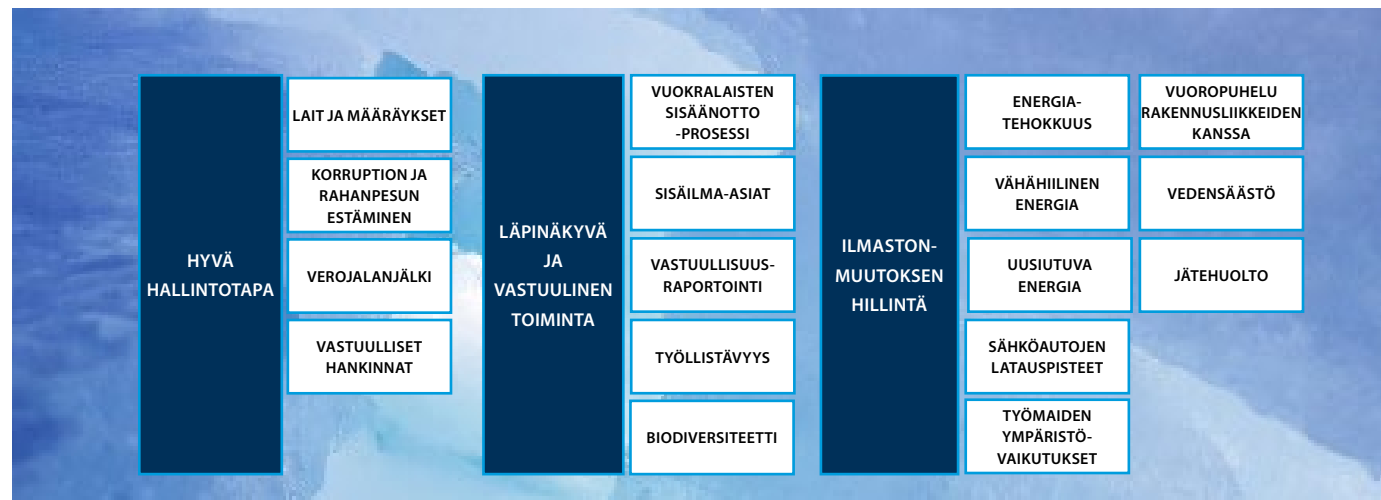 HYVÄ
HALLINTOTAPA
LAIT JA MÄÄRÄYKSET
KORRUPTION JA
RAHANPESUN
ESTÄMINEN
VEROJALANJÄLKI
VASTUULLISET
HANKINNAT
LÄPINÄKYVÄ
JA
VASTUULINEN
TOIMINTA
VUOKRALAISTEN
SISÄÄNOTTO
-PROSESSI
SISÄILMA-ASIAT
VASTUULLISUUS-
RAPORTOINTI
TYÖLLISTÄVYYS
BIODIVERSITEETTI
ILMASTON-
MUUTOKSEN
HILLINTÄ
ENERGIA-
TEHOKKUUS
VÄHÄHIILINEN
ENERGIA
UUSIUTUVA
ENERGIA
SÄHKÖAUTOJEN
LATAUSPISTEET
TYÖMAIDEN
YMPÄRISTÖ-
VAIKUTUKSET
VUOROPUHELU
RAKENNUSLIIKKEIDEN
KANSSA
VEDENSÄÄSTÖ
JÄTEHUOLTO